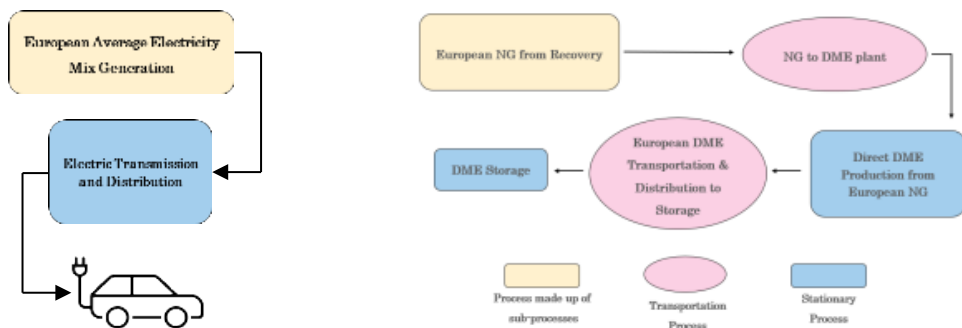 European Average Electricity
Mix Generation
Electric Transmission
and Distribution
European NG from Recovery
NG to DME plant
Direct DME
Production from
European NG
European DME
Transportation &
Distribution to
Storage
DME Storage
Process made up of
sub-processes
Transportation
Process
Stationary
Process